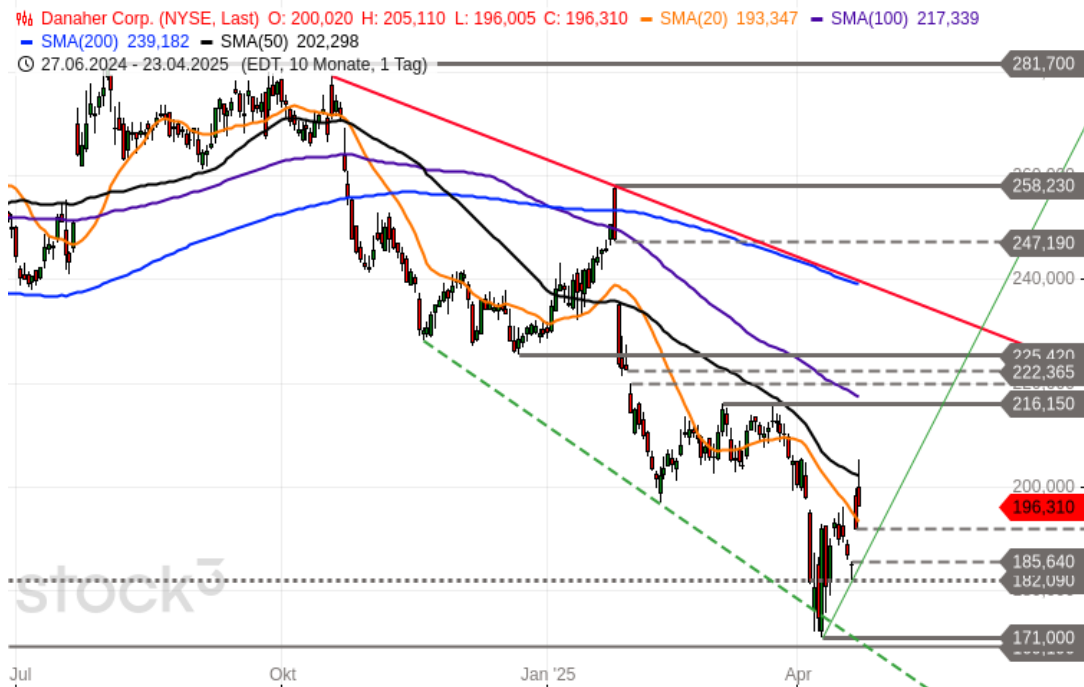 Danaher Corp. (NYSE, Last) O: 200,020 H: 205,110 L: 196,005 C: 196,310 SMA(20) 193,347 SMA(100) 217,339
SMA(200) 239,182 SMA(50) 202,298
27.06.2024 - 23.04.2025 (EDT, 10 Monate, 1 Tag)
281,700
258,230
247,190
240,000
225,420
222,365
216,150
200,000
196,310
185,640
182,090
171,000
stock3
Jul Okt Jan '25 Apr